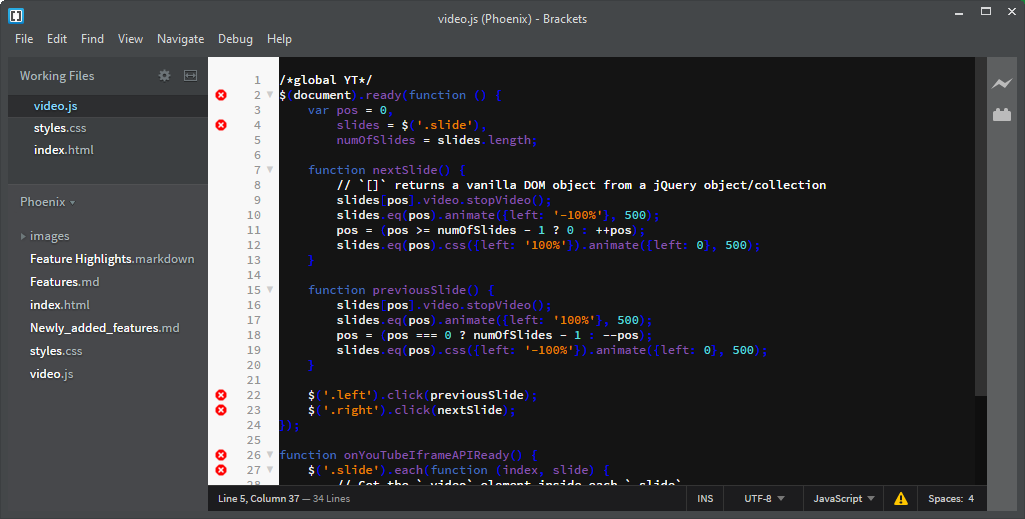 video.js (Phoenix) - Brackets
File Edit Find View Navigate Debug Help
Working Files
video.js
styles.css
index.html
Phoenix
images
Feature Highlights.markdown
Features.md
index.html
Newly_added_features.md
styles.css
video.js
1 /*global YT*/
2 $(document).ready(function () {
3     var pos = 0,
4         slides = $('.slide'),
5         numOfSlides = slides.length;
6
7     function nextSlide() {
8         // `[]` returns a vanilla DOM object from a jQuery object/collection
9         slides[pos].video.stopVideo();
10         slides.eq(pos).animate({left: '-100%'}, 500);
11         pos = (pos >= numOfSlides - 1 ? 0 : ++pos);
12         slides.eq(pos).css({left: '100%'}).animate({left: 0}, 500);
13     }
14
15     function previousSlide() {
16         slides[pos].video.stopVideo();
17         slides.eq(pos).animate({left: '100%'}, 500);
18         pos = (pos === 0 ? numOfSlides - 1 : --pos);
19         slides.eq(pos).css({left: '-100%'}).animate({left: 0}, 500);
20     }
21
22     $('.left').click(previousSlide);
23     $('.right').click(nextSlide);
24 });
25
26 function onYouTubeIframeAPIReady() {
27     $('.slide').each(function (index, slide) {
28         // Get the `.video` element inside each `.slide`
Line 5, Column 37 — 34 Lines
INS UTF-8 JavaScript Spaces: 4